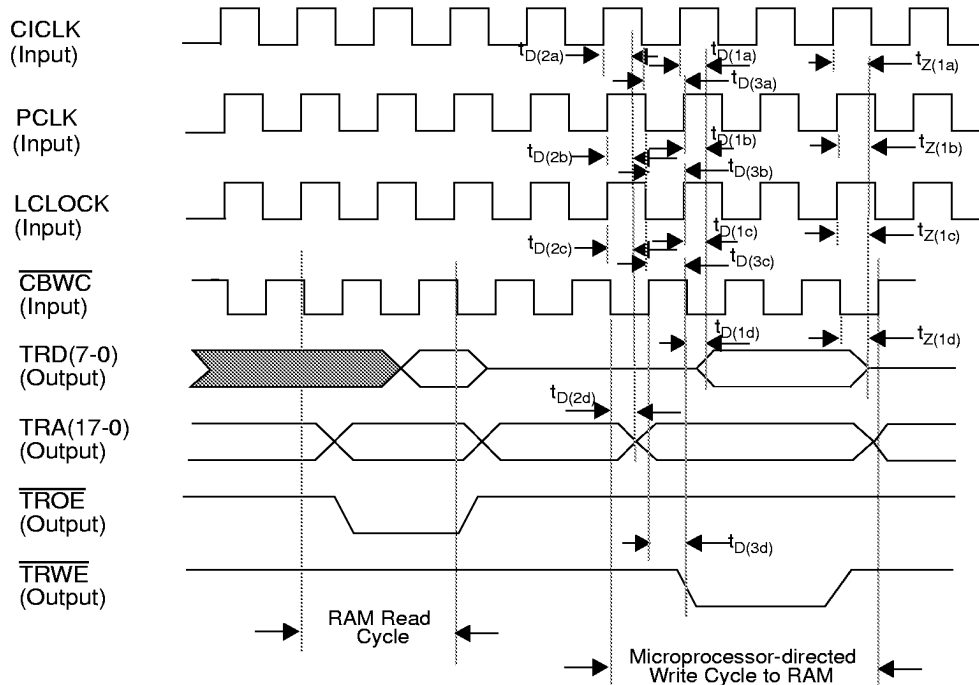 CICLK
(Input)
tD(2a)
tD(1a)
tZ(1a)
tD(3a)
PCLK
(Input)
tD(2b)
tD(1b)
tZ(1b)
tD(3b)
LCLOCK
(Input)
tD(2c)
tD(1c)
tZ(1c)
tD(3c)
CBWC
(Input)
tD(1d)
tZ(1d)
TRD(7-0)
(Output)
tD(2d)
TRA(17-0)
(Output)
TROE
(Output)
tD(3d)
TRWE
(Output)
RAM Read
Cycle
Microprocessor-directed
Write Cycle to RAM